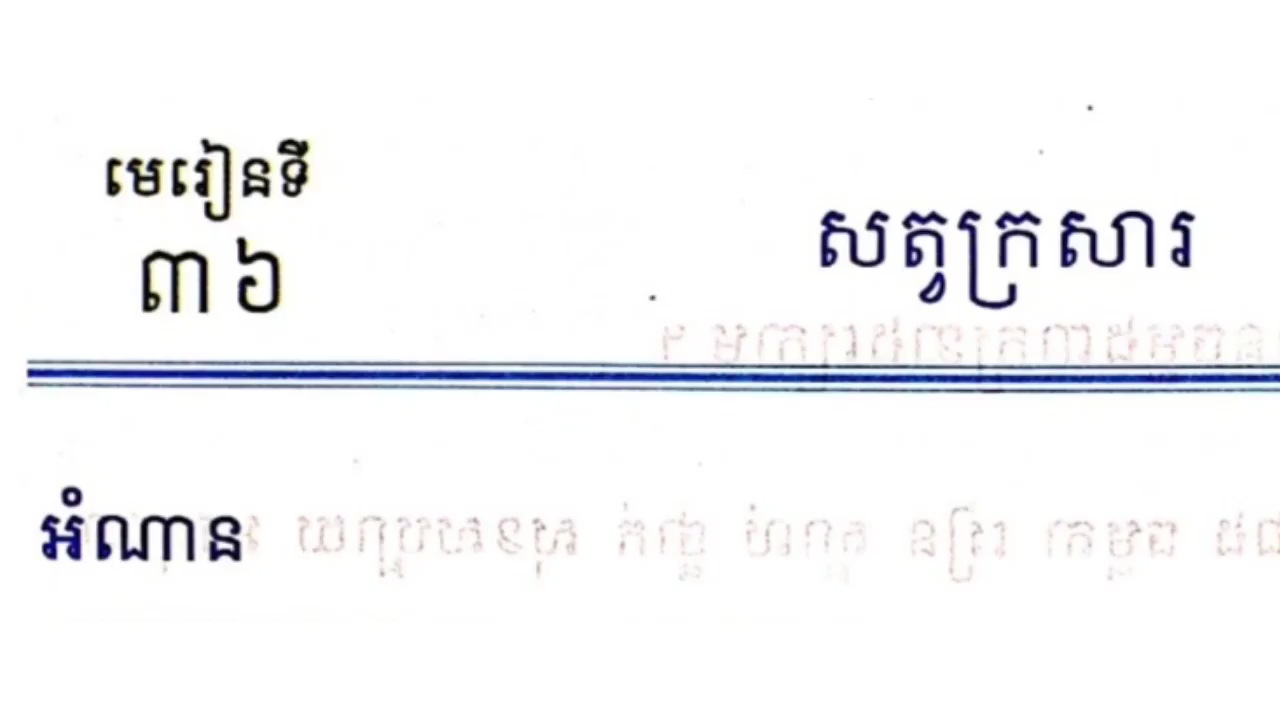 មេរៀនទី
៣៦
សត្វក្រសារ
អំណាន